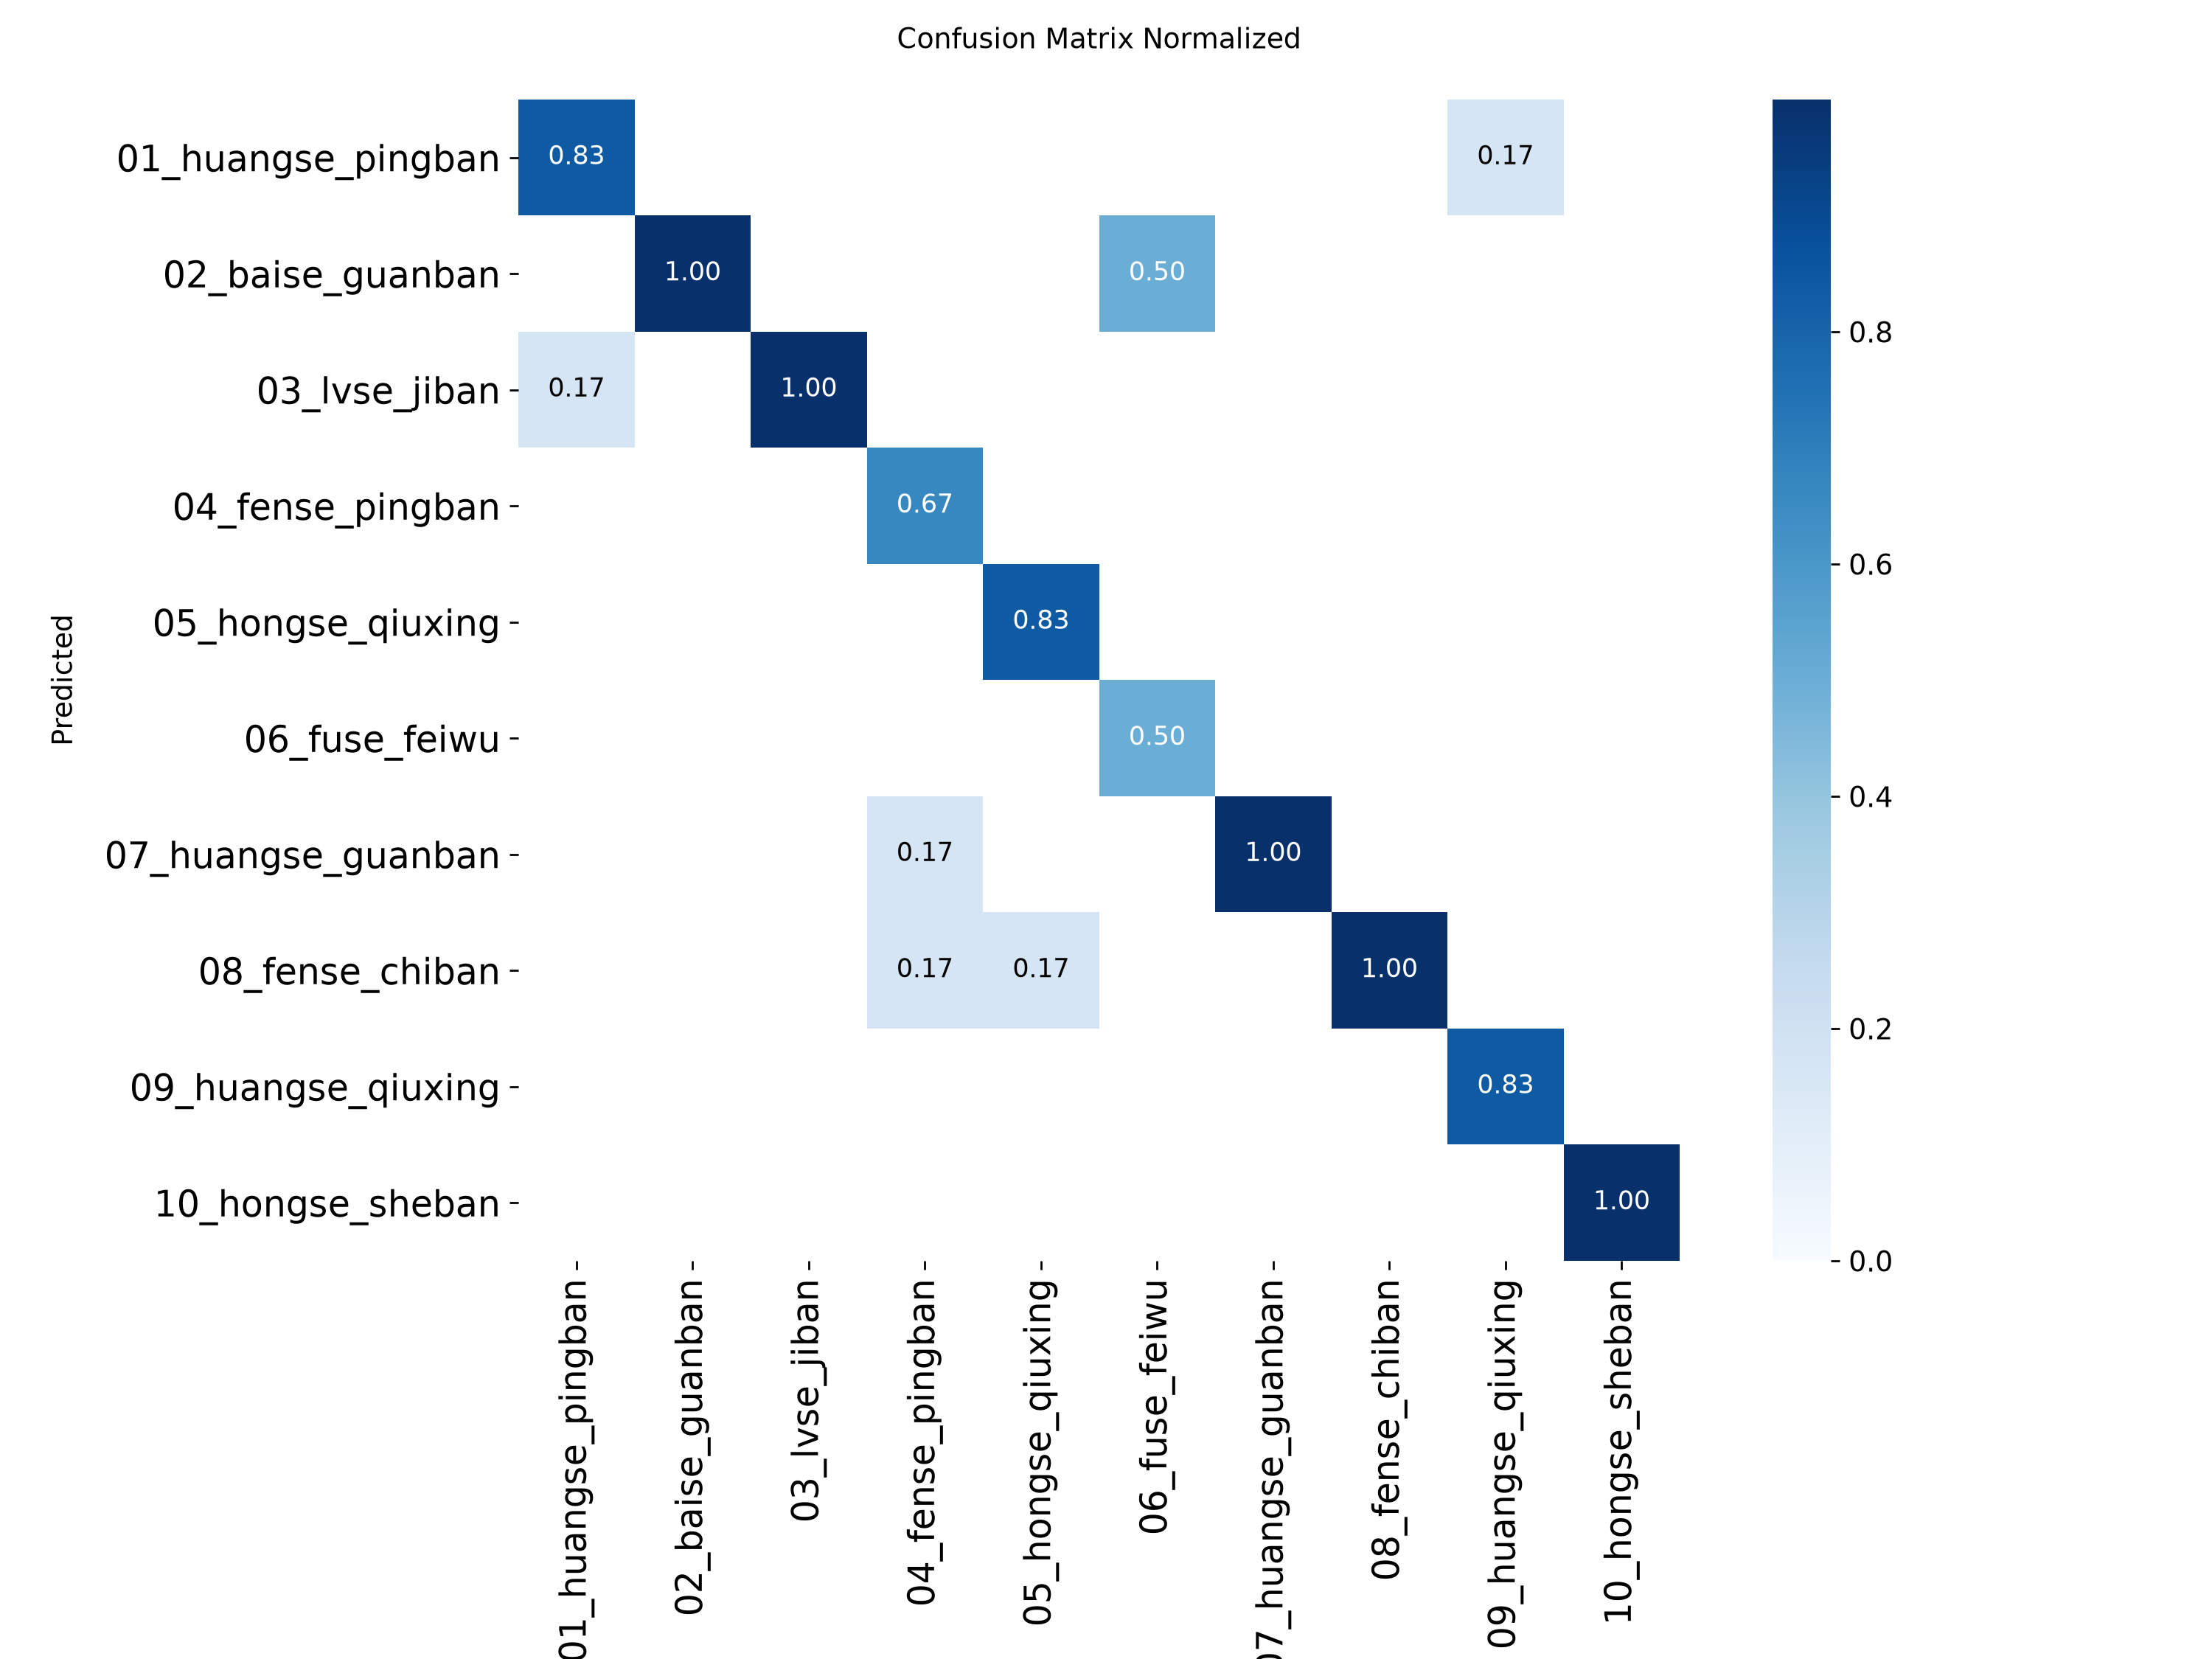 Confusion Matrix Normalized
01_huangse_pingban 0.83 0.17
02_baise_guanban 1.00 0.50
03_lvse_jiban 0.17 1.00
04_fense_pingban 0.67
05_hongse_qiuxing 0.83
06_fuse_feiwu 0.50
07_huangse_guanban 0.17 1.00
08_fense_chiban 0.17 0.17 1.00
09_huangse_qiuxing 0.83
10_hongse_sheban 1.00
Predicted
0.8
0.6
0.4
0.2
0.0
01_huangse_pingban
02_baise_guanban
03_lvse_jiban
04_fense_pingban
05_hongse_qiuxing
06_fuse_feiwu
07_huangse_guanban
08_fense_chiban
09_huangse_qiuxing
10_hongse_sheban